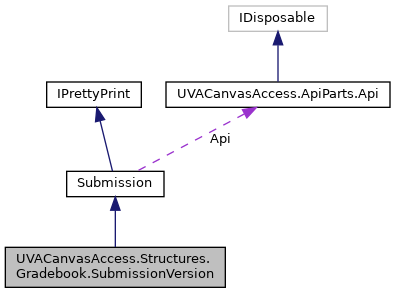 IDisposable
IPrettyPrint
UVACanvasAccess.ApiParts.Api
Api
Submission
UVACanvasAccess.Structures.
Gradebook.SubmissionVersion